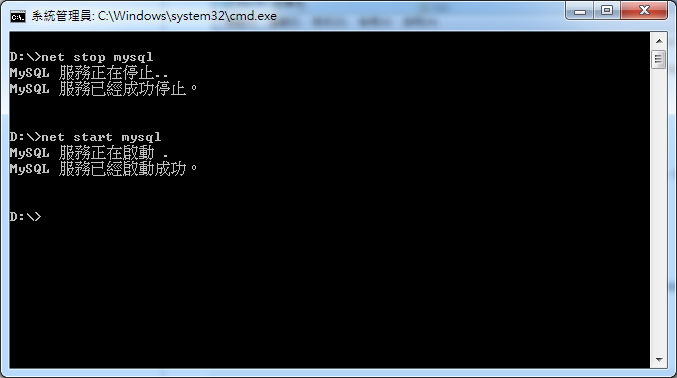 系統管理員: C:\Windows\system32\cmd.exe
D:\>net stop mysql
MySQL 服務正在停止..
MySQL 服務已經成功停止。
D:\>net start mysql
MySQL 服務正在啟動 .
MySQL 服務已經啟動成功。
D:\>